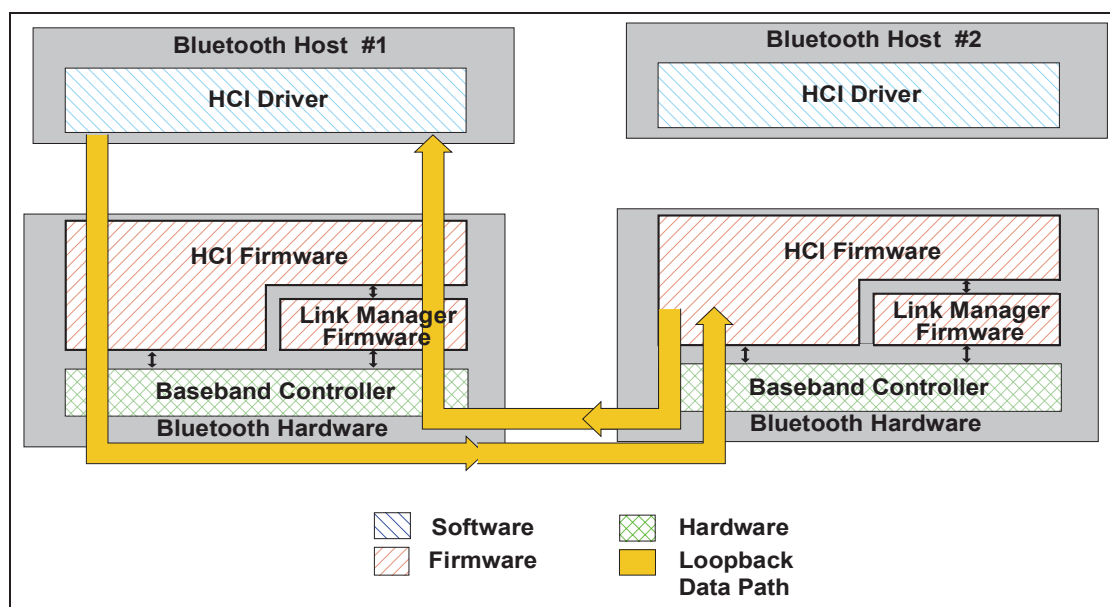 Bluetooth Host #1
HCI Driver
Bluetooth Host #2
HCI Driver
HCI Firmware
Link Manager
Firmware
Baseband Controller
Bluetooth Hardware
HCI Firmware
Link Manager
Firmware
Baseband Controller
Bluetooth Hardware
Software
Firmware
Hardware
Loopback
Data Path